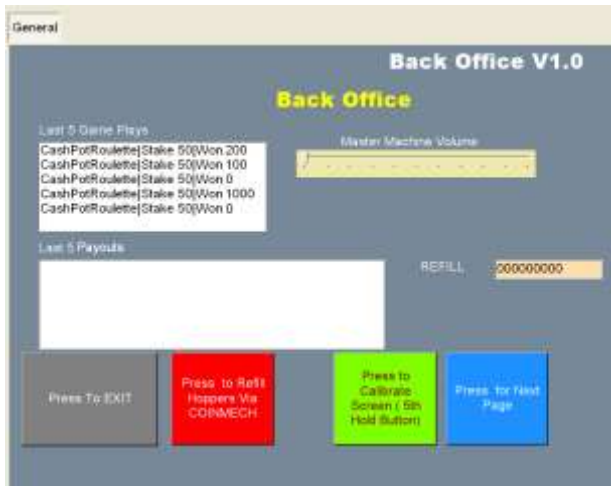 General
Back Office V1.0
Back Office
Last 5 Game Plays
CashPotRoulette|Stake 50|Won 200
CashPotRoulette|Stake 50|Won 100
CashPotRoulette|Stake 50|Won 0
CashPotRoulette|Stake 50|Won 1000
CashPotRoulette|Stake 50|Won 0
Master Machine Volume
Last 5 Payouts
REFILL
000000000
Press To EXIT
Press to Refil
Hoppers Via
COINMECH
Press to
Calibrate
Screen ( 5th
Hold Button)
Press for Next
Page